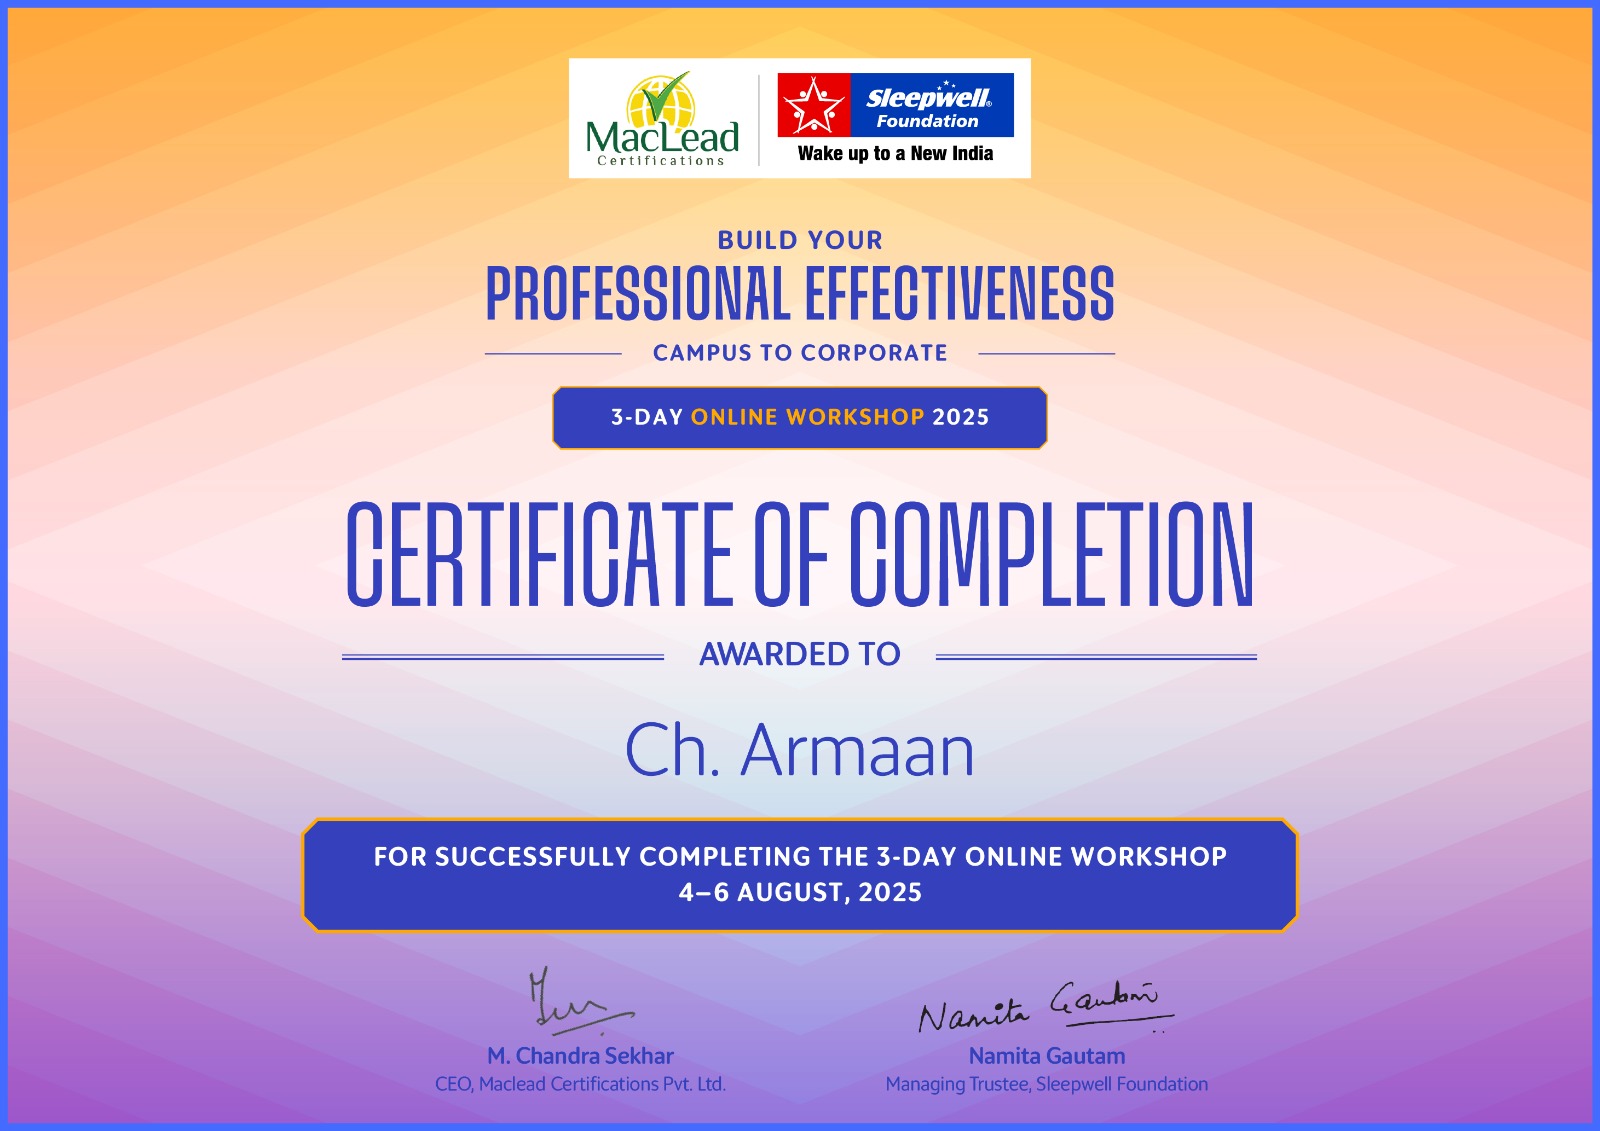 MacLead
Certifications
Sleepwell®
Foundation
Wake up to a New India
BUILD YOUR
PROFESSIONAL EFFECTIVENESS
CAMPUS TO CORPORATE
3-DAY ONLINE WORKSHOP 2025
CERTIFICATE OF COMPLETION
AWARDED TO
Ch. Armaan
FOR SUCCESSFULLY COMPLETING THE 3-DAY ONLINE WORKSHOP
4–6 AUGUST, 2025
Namita Gautam
M. Chandra Sekhar
CEO, Maclead Certifications Pvt. Ltd.
Namita Gautam
Managing Trustee, Sleepwell Foundation